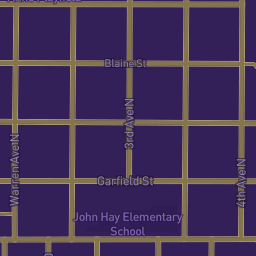 Blaine St
3rd Ave N
Warren Ave N
4th Ave N
Garfield St
John Hay Elementary
School